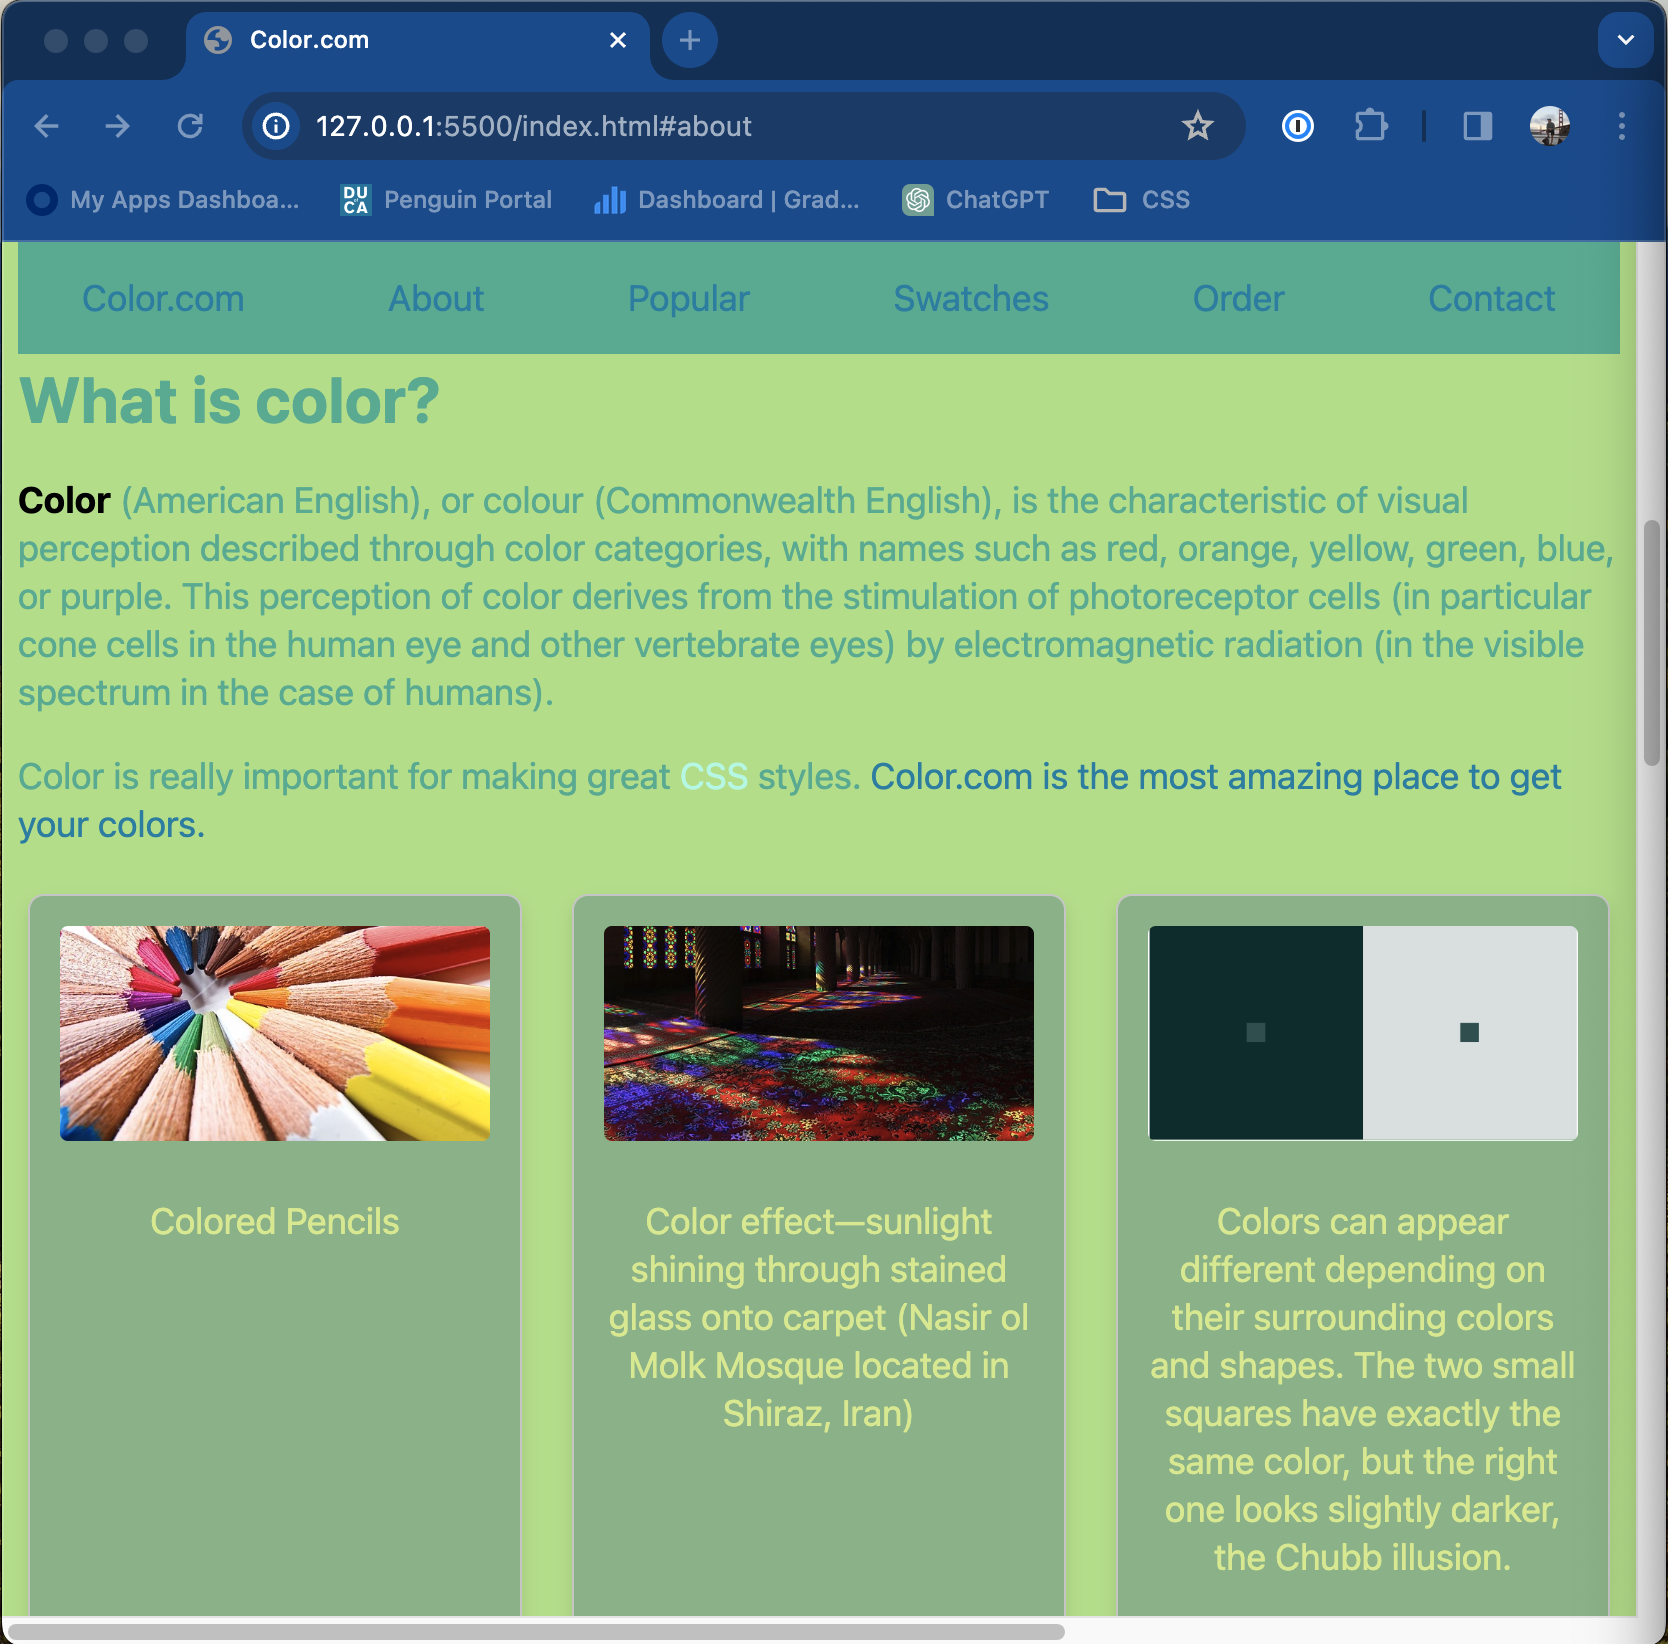 Color.com
127.0.0.1:5500/index.html#about
My Apps Dashboa... DU CA Penguin Portal Dashboard | Grad... ChatGPT CSS
Color.com About Popular Swatches Order Contact
What is color?
Color (American English), or colour (Commonwealth English), is the characteristic of visual
perception described through color categories, with names such as red, orange, yellow, green, blue,
or purple. This perception of color derives from the stimulation of photoreceptor cells (in particular
cone cells in the human eye and other vertebrate eyes) by electromagnetic radiation (in the visible
spectrum in the case of humans).
Color is really important for making great CSS styles. Color.com is the most amazing place to get
your colors.
Colored Pencils
Color effect—sunlight
shining through stained
glass onto carpet (Nasir ol
Molk Mosque located in
Shiraz, Iran)
Colors can appear
different depending on
their surrounding colors
and shapes. The two small
squares have exactly the
same color, but the right
one looks slightly darker,
the Chubb illusion.